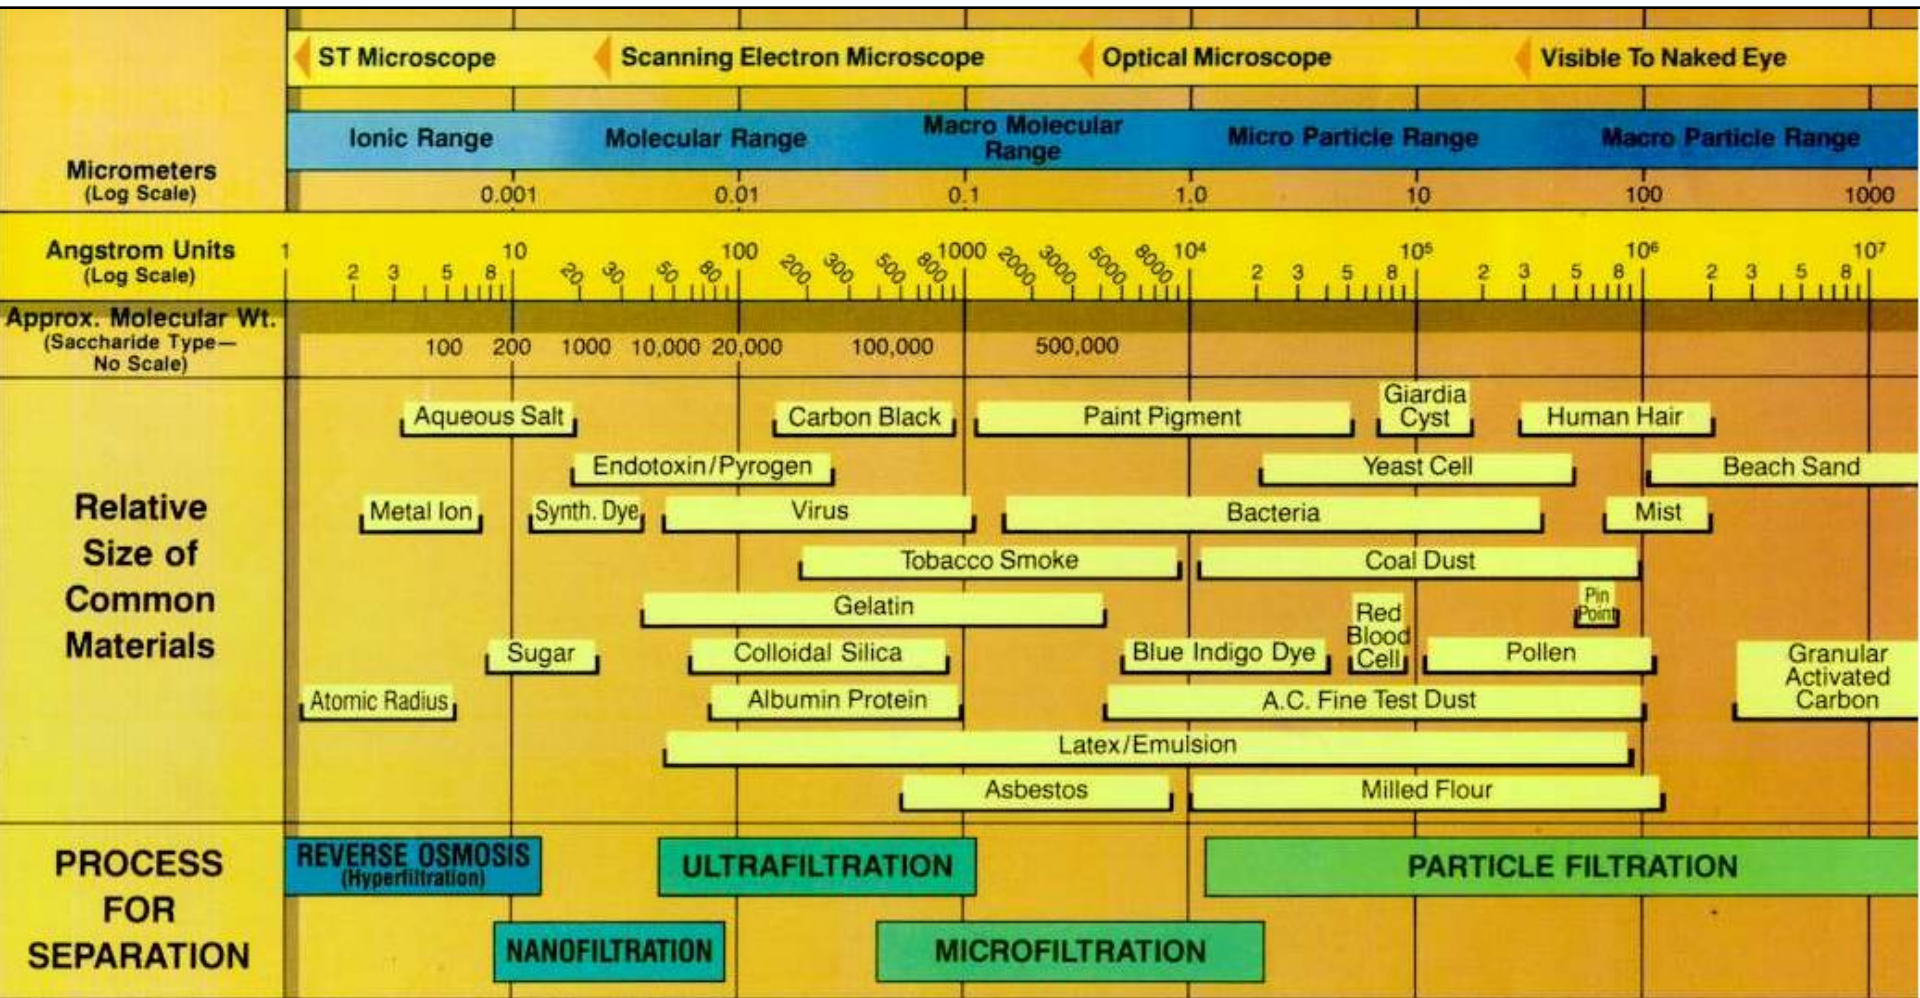 ST Microscope Scanning Electron Microscope Optical Microscope Visible To Naked Eye
Ionic Range Molecular Range Macro Molecular Range Micro Particle Range Macro Particle Range
Micrometers
(Log Scale) 0.001 0.01 0.1 1.0 10 100 1000
Angstrom Units
(Log Scale)
1 10 100 1000 10⁴ 10⁵ 10⁶ 10⁷
2 3 5 8 20 30 50 80 200 300 500 800 2000 3000 5000 8000 2 3 5 8 2 3 5 8 2 3 5 8
Approx. Molecular Wt.
(Saccharide Type—
No Scale)
100 200 1000 10,000 20,000 100,000 500,000
Relative
Size of
Common
Materials
Aqueous Salt Carbon Black Paint Pigment Giardia Cyst Human Hair
Endotoxin/Pyrogen Yeast Cell Beach Sand
Metal Ion Synth. Dye Virus Bacteria Mist
Tobacco Smoke Coal Dust
Gelatin Red Blood Cell Pin Point
Sugar Colloidal Silica Blue Indigo Dye Pollen Granular Activated Carbon
Atomic Radius Albumin Protein A.C. Fine Test Dust
Latex/Emulsion
Asbestos Milled Flour
PROCESS
FOR
SEPARATION
REVERSE OSMOSIS
(Hyperfiltration)
ULTRAFILTRATION PARTICLE FILTRATION
NANOFILTRATION MICROFILTRATION